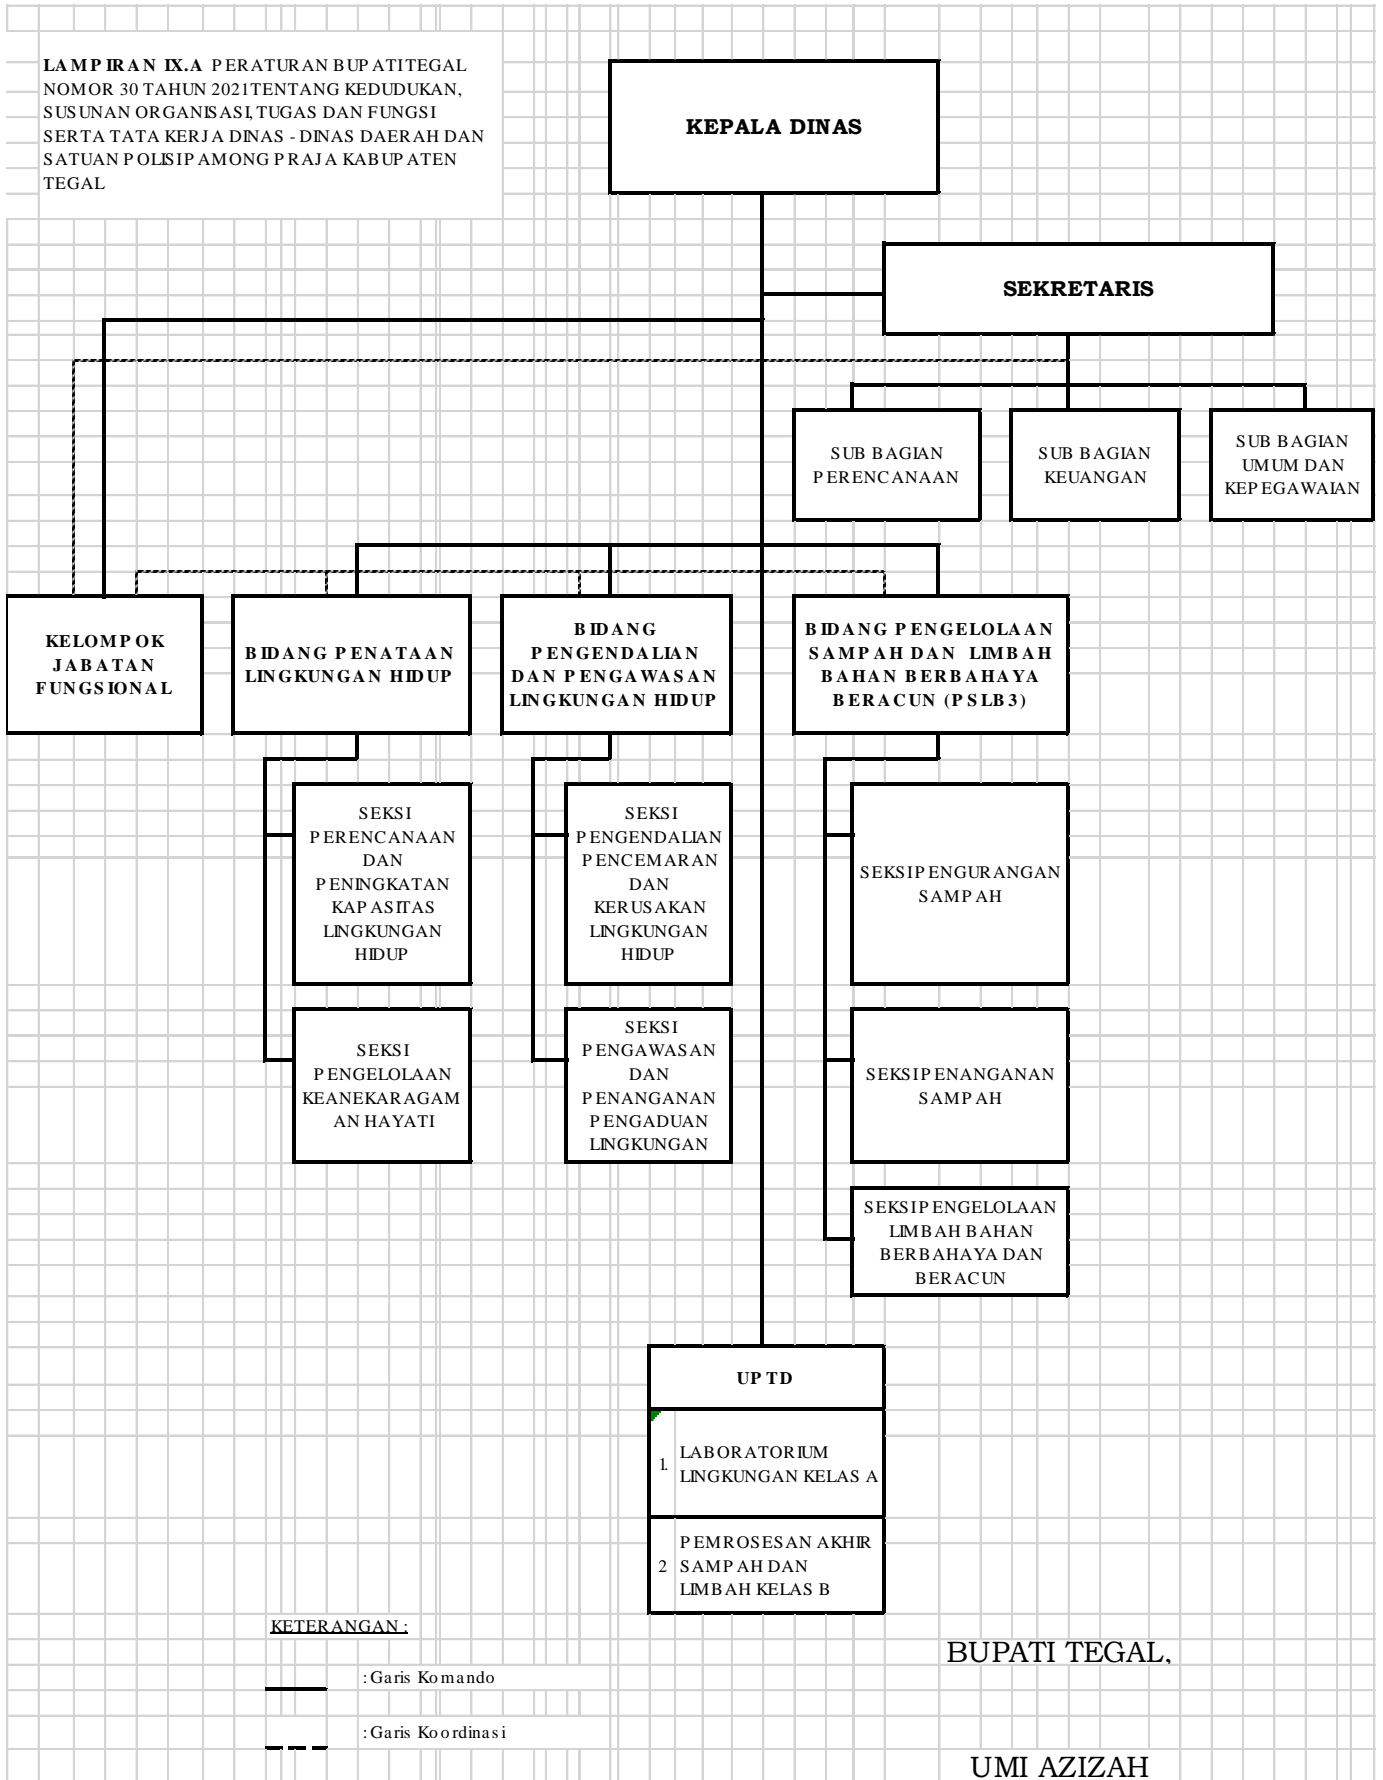 LAMPIRAN IX.A PERATURAN BUPATI TEGAL
NOMOR 30 TAHUN 2021 TENTANG KEDUDUKAN,
SUSUNAN ORGANISASI, TUGAS DAN FUNGSI
SERTA TATA KERJA DINAS - DINAS DAERAH DAN
SATUAN POLISI PAMONG PRAJA KABUPATEN
TEGAL
KEPALA DINAS
SEKRETARIS
SUB BAGIAN
PERENCANAAN
SUB BAGIAN
KEUANGAN
SUB BAGIAN
UMUM DAN
KEPEGAWAIAN
KELOMPOK
JABATAN
FUNGSIONAL
BIDANG PENATAAN
LINGKUNGAN HIDUP
BIDANG
PENGENDALIAN
DAN PENGAWASAN
LINGKUNGAN HIDUP
BIDANG PENGELOLAAN
SAMPAH DAN LIMBAH
BAHAN BERBAHAYA
BERACUN (PSLB3)
SEKSI
PERENCANAAN
DAN
PENINGKATAN
KAPASITAS
LINGKUNGAN
HIDUP
SEKSI
PENGELOLAAN
KEANEKARAGAM
AN HAYATI
SEKSI
PENGENDALIAN
PENCEMARAN
DAN
KERUSAKAN
LINGKUNGAN
HIDUP
SEKSI
PENGAWASAN
DAN
PENANGANAN
PENGADUAN
LINGKUNGAN
SEKSI PENGURANGAN
SAMPAH
SEKSI PENANGANAN
SAMPAH
SEKSI PENGELOLAAN
LIMBAH BAHAN
BERBAHAYA DAN
BERACUN
UPTD
1. LABORATORIUM
LINGKUNGAN KELAS A
2 PEMROSESAN AKHIR
SAMPAH DAN
LIMBAH KELAS B
KETERANGAN :
: Garis Komando
: Garis Koordinasi
BUPATI TEGAL,
UMI AZIZAH